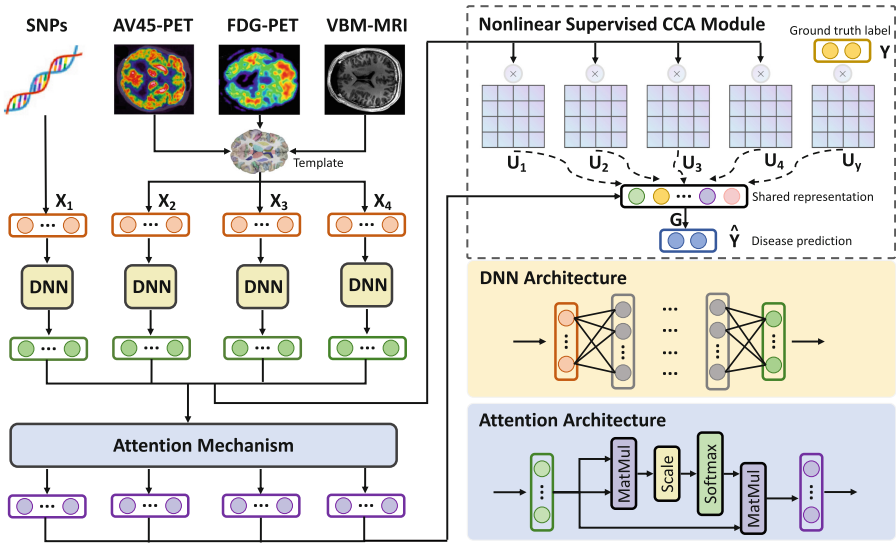 SNPs
AV45-PET
FDG-PET
VBM-MRI
Template
X1
X2
X3
X4
DNN
DNN
DNN
DNN
Attention Mechanism
Nonlinear Supervised CCA Module
Ground truth label
Y
U1
U2
U3
U4
Uy
Shared representation
G
Ŷ
Disease prediction
DNN Architecture
Attention Architecture
MatMul
Scale
Softmax
MatMul